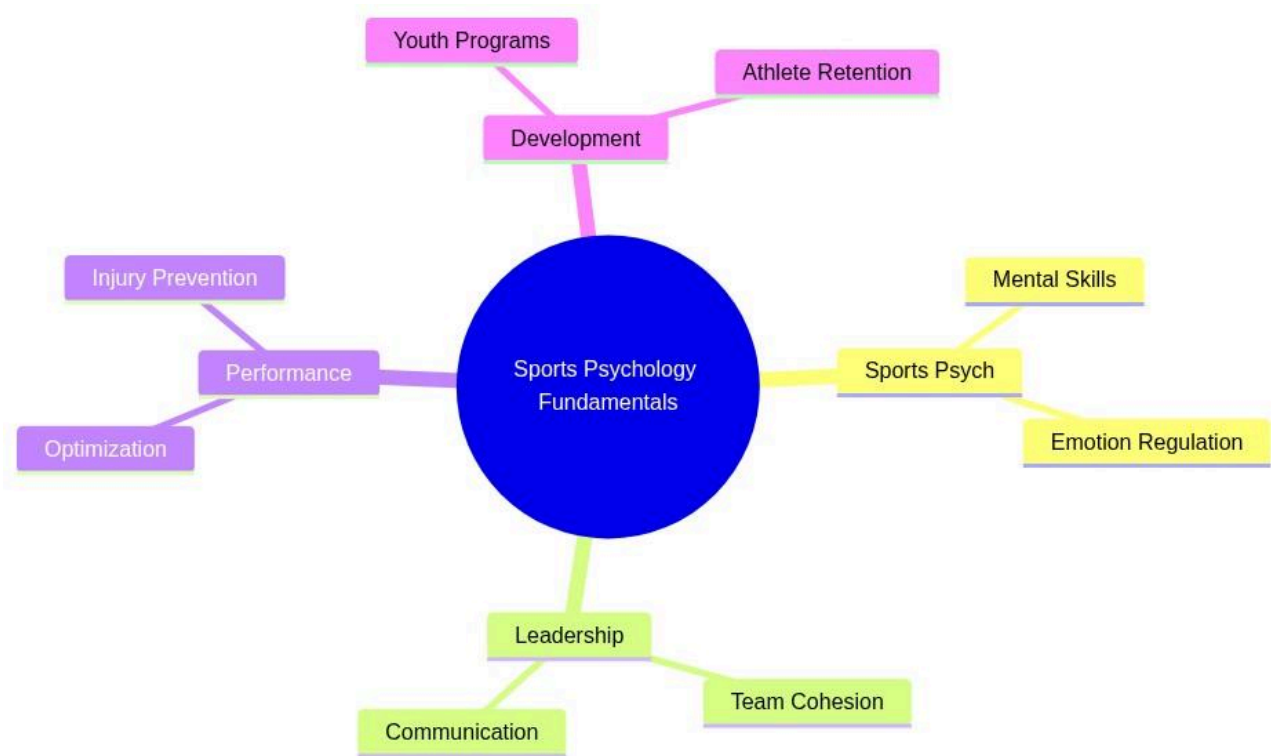 Youth Programs
Athlete Retention
Development
Injury Prevention
Mental Skills
Performance
Sports Psychology
Fundamentals
Sports Psych
Optimization
Emotion Regulation
Leadership
Team Cohesion
Communication